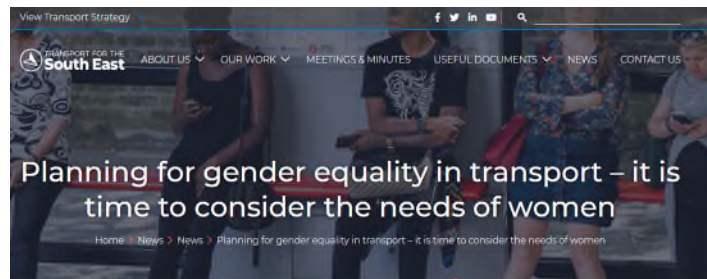 View Transport Strategy
TRANSPORT FOR THE
South East
ABOUT US
OUR WORK
MEETINGS & MINUTES
USEFUL DOCUMENTS
NEWS
CONTACT US
Planning for gender equality in transport – it is
time to consider the needs of women
Home > News > News > Planning for gender equality in transport – it is time to consider the needs of women